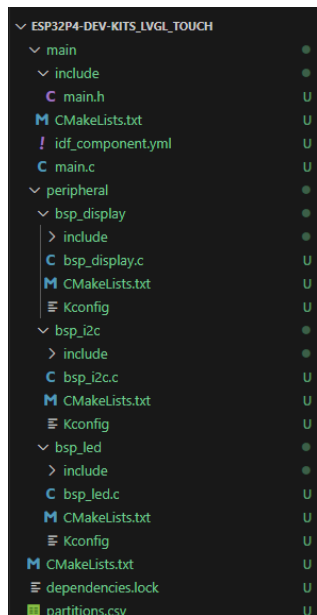 ESP32P4-DEV-KITS_LVGL_TOUCH
main
include
C main.h U
M CMakeLists.txt U
! idf_component.yml U
C main.c U
peripheral
bsp_display
include
C bsp_display.c U
M CMakeLists.txt U
Kconfig U
bsp_i2c
include
C bsp_i2c.c U
M CMakeLists.txt U
Kconfig U
bsp_led
include
C bsp_led.c U
M CMakeLists.txt U
Kconfig U
M CMakeLists.txt U
dependencies.lock U
partitions.csv U